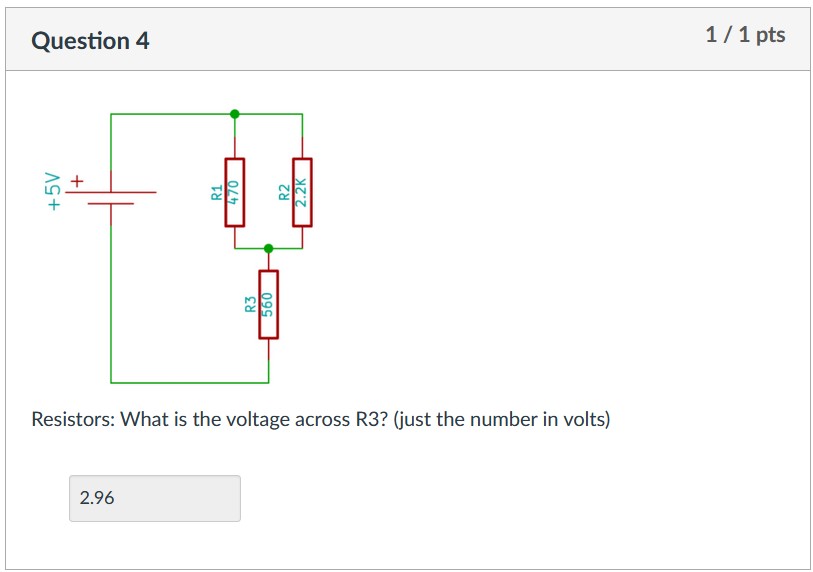 Question 4
1 / 1 pts
+5V
+
R1
470
R2
2.2K
R3
560
Resistors: What is the voltage across R3? (just the number in volts)
2.96